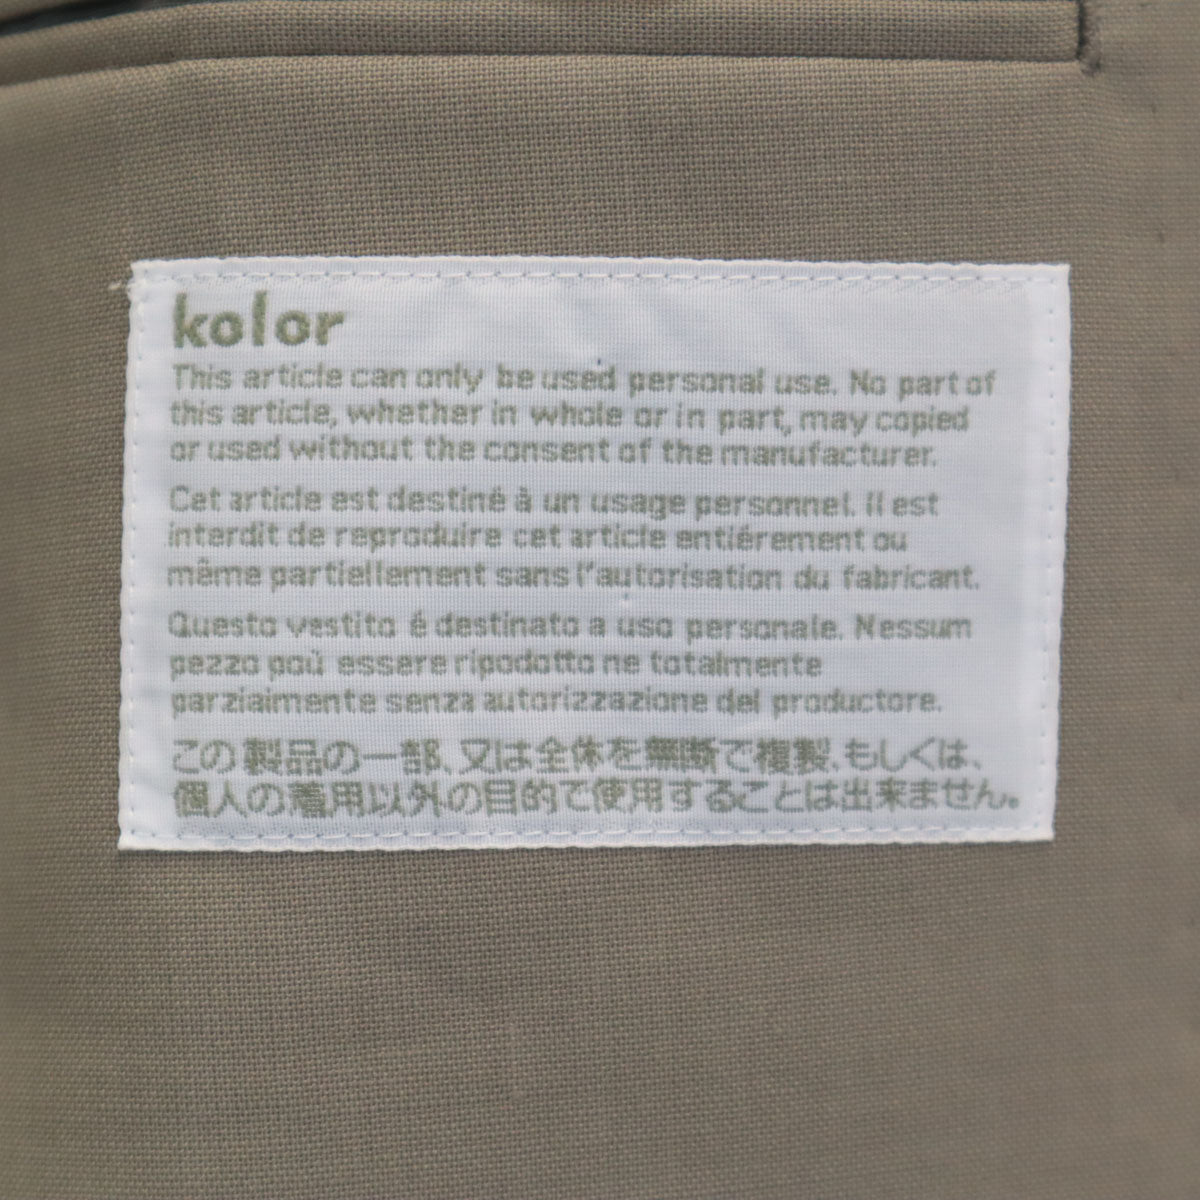 kolor
This article can only be used personal use. No part of
this article, whether in whole or in part, may copied
or used without the consent of the manufacturer.
Cet article est destiné à un usage personnel. Il est
interdit de reproduire cet article entiérement ou
même partiellement sans l'autorisation du fabricant.
Questo vestito é destinato a uso personale. Nessum
pezzo poù essere ripodotto ne totalmente
parzialmente senza autorizzazione del productore.
この製品の一部、又は全体を無断で複製、もしくは、
個人の着用以外の目的で使用することは出来ません。